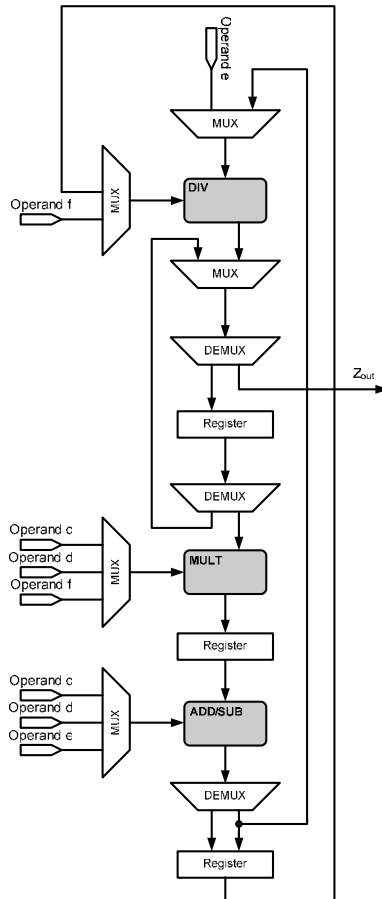 Operand e
MUX
MUX
DIV
Operand f
MUX
DEMUX
Zout
Register
DEMUX
Operand c
Operand d
Operand f
MUX
MULT
Register
Operand c
Operand d
Operand e
MUX
ADD/SUB
DEMUX
Register